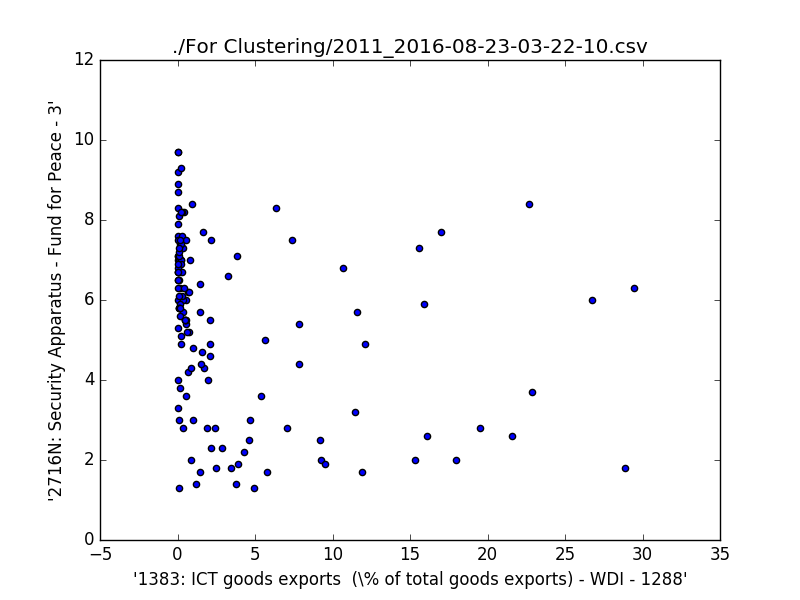 ./For Clustering/2011_2016-08-23-03-22-10.csv
'2716N: Security Apparatus - Fund for Peace - 3'
12
10
8
6
4
2
0
−5 0 5 10 15 20 25 30 35
'1383: ICT goods exports (\% of total goods exports) - WDI - 1288'